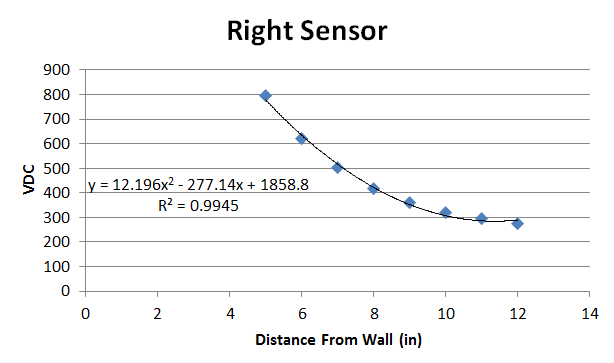 Right Sensor
900
800
700
600
500
400
300
200
100
0
VDC
y = 12.196x² - 277.14x + 1858.8
R² = 0.9945
0 2 4 6 8 10 12 14
Distance From Wall (in)